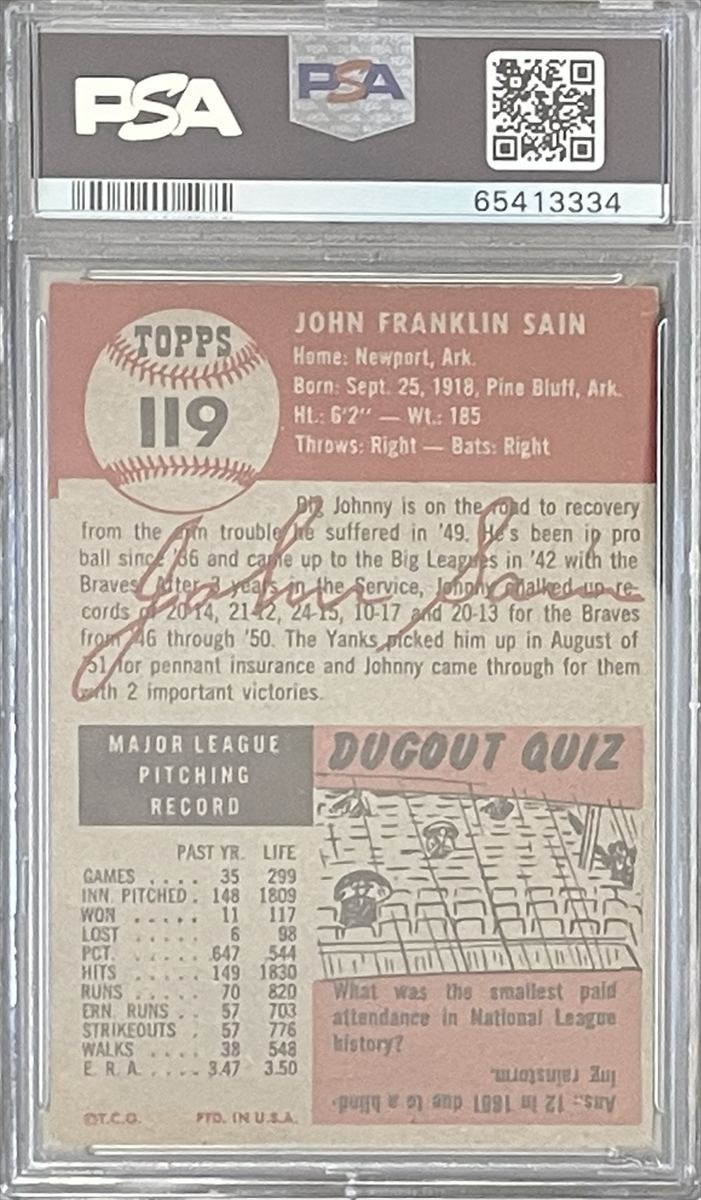 PSA
PSA
65413334
TOPPS
119
JOHN FRANKLIN SAIN
Home: Newport, Ark.
Born: Sept. 25, 1918, Pine Bluff, Ark.
Ht.: 6'2" — Wt.: 185
Throws: Right — Bats: Right
Big Johnny is on the road to recovery
from the arm trouble he suffered in '49. He's been in pro
ball since '36 and came up to the Big Leagues in '42 with the
Braves. After 3 years in the Service, Johnny chalked up re-
cords of 20-14, 21-12, 24-15, 10-17 and 20-13 for the Braves
from '46 through '50. The Yanks picked him up in August of
'51 for pennant insurance and Johnny came through for them
with 2 important victories.
John Sain
MAJOR LEAGUE
PITCHING
RECORD
PAST YR. LIFE
GAMES .... 35 299
INN. PITCHED . 148 1809
WON ..... 11 117
LOST ..... 6 98
PCT. ..... .647 .544
HITS ..... 149 1830
RUNS ..... 70 820
ERN. RUNS .. 57 703
STRIKEOUTS . 57 776
WALKS .... 38 548
E. R. A. .... 3.47 3.50
©T.C.G. PTD. IN U.S.A.
DUGOUT QUIZ
What was the smallest paid
attendance in National League
history?
Ans.: 12 in 1881 due to a blind-
ing rainstorm.